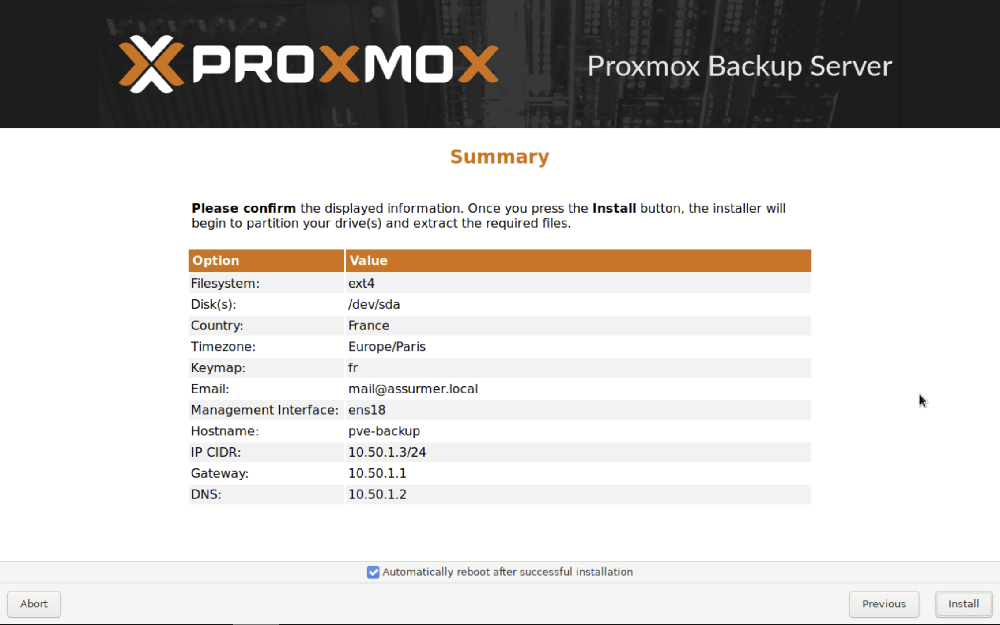 PROXMOX
Proxmox Backup Server
Summary
Please confirm the displayed information. Once you press the Install button, the installer will
begin to partition your drive(s) and extract the required files.
Option Value
Filesystem: ext4
Disk(s): /dev/sda
Country: France
Timezone: Europe/Paris
Keymap: fr
Email: mail@assurmer.local
Management Interface: ens18
Hostname: pve-backup
IP CIDR: 10.50.1.3/24
Gateway: 10.50.1.1
DNS: 10.50.1.2
Automatically reboot after successful installation
Abort Previous Install